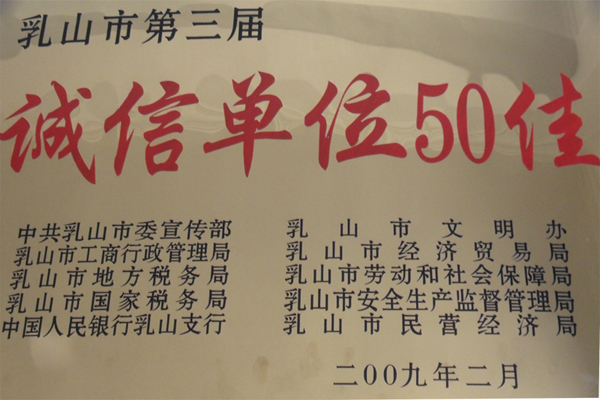 乳山市第三届
诚信单位50佳
中共乳山市委宣传部 乳山市文明办
乳山市工商行政管理局 乳山市经济贸易局
乳山市地方税务局 乳山市劳动和社会保障局
乳山市国家税务局 乳山市安全生产监督管理局
中国人民银行乳山支行 乳山市民营经济局
二00九年二月